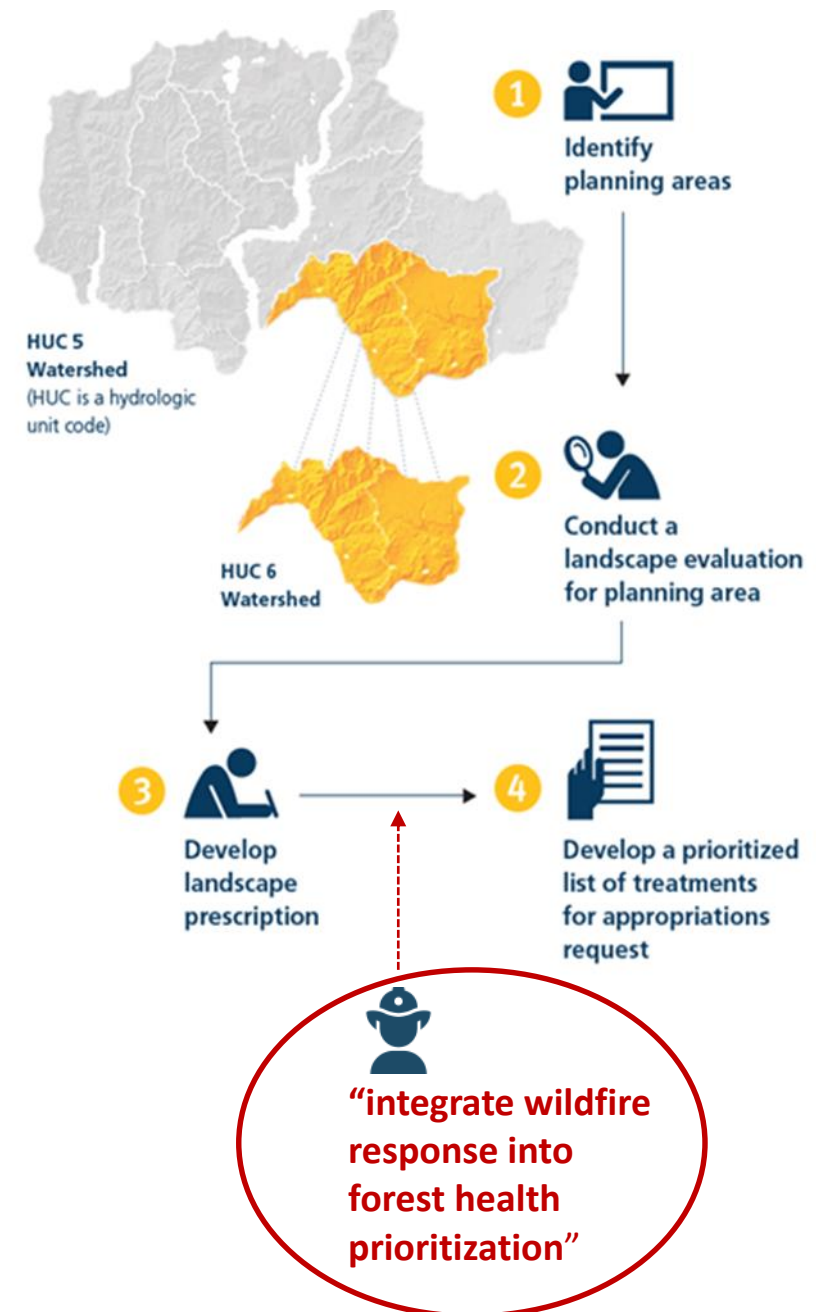 1
Identify
planning areas
HUC 5
Watershed
(HUC is a hydrologic
unit code)
2
Conduct a
landscape evaluation
for planning area
HUC 6
Watershed
3
Develop
landscape
prescription
4
Develop a prioritized
list of treatments
for appropriations
request
“integrate wildfire
response into
forest health
prioritization”